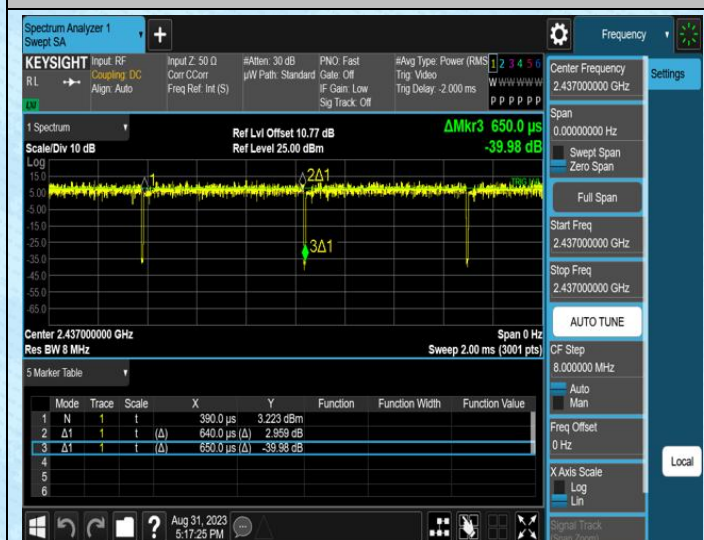 Spectrum Analyzer 1
Swept SA
+
Frequency
KEYSIGHT
RL
Input: RF
Coupling: DC
Align: Auto
Input Z: 50 Ω
Corr CCorr
Freq Ref: Int (S)
#Atten: 30 dB
µW Path: Standard
PNO: Fast
Gate: Off
IF Gain: Low
Sig Track: Off
#Avg Type: Power (RMS
Trig: Video
Trig Delay: -2.000 ms
1 2 3 4 5 6
W W W W W W
P P P P P P
Center Frequency
2.437000000 GHz
Settings
Span
0.00000000 Hz
Swept Span
Zero Span
Full Span
Start Freq
2.437000000 GHz
Stop Freq
2.437000000 GHz
AUTO TUNE
CF Step
8.000000 MHz
Auto
Man
Freq Offset
0 Hz
X Axis Scale
Log
Lin
Signal Track
(Span Zoom)
Local
1 Spectrum
Scale/Div 10 dB
Ref Lvl Offset 10.77 dB
Ref Level 25.00 dBm
ΔMkr3 650.0 µs
-39.98 dB
Log
15.0
5.00
-5.00
-15.0
-25.0
-35.0
-45.0
-55.0
-65.0
1
2Δ1
3Δ1
Center 2.437000000 GHz
Res BW 8 MHz
Span 0 Hz
Sweep 2.00 ms (3001 pts)
5 Marker Table
Mode Trace Scale X Y Function Function Width Function Value
1 N 1 t 390.0 µs 3.223 dBm
2 Δ1 1 t (Δ) 640.0 µs (Δ) 2.959 dB
3 Δ1 1 t (Δ) 650.0 µs (Δ) -39.98 dB
4
5
6
?
Aug 31, 2023
5:17:25 PM